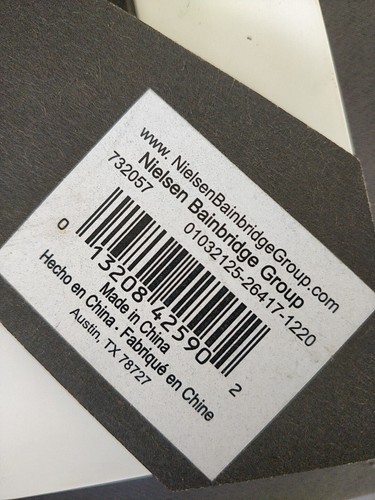 www.NielsenBainbridgeGroup.com
Nielsen Bainbridge Group
732057 01032125-26417-1220
0 13208 42590 2
Made in China
Hecho en China . Fabriqué en Chine
Austin, TX 78727